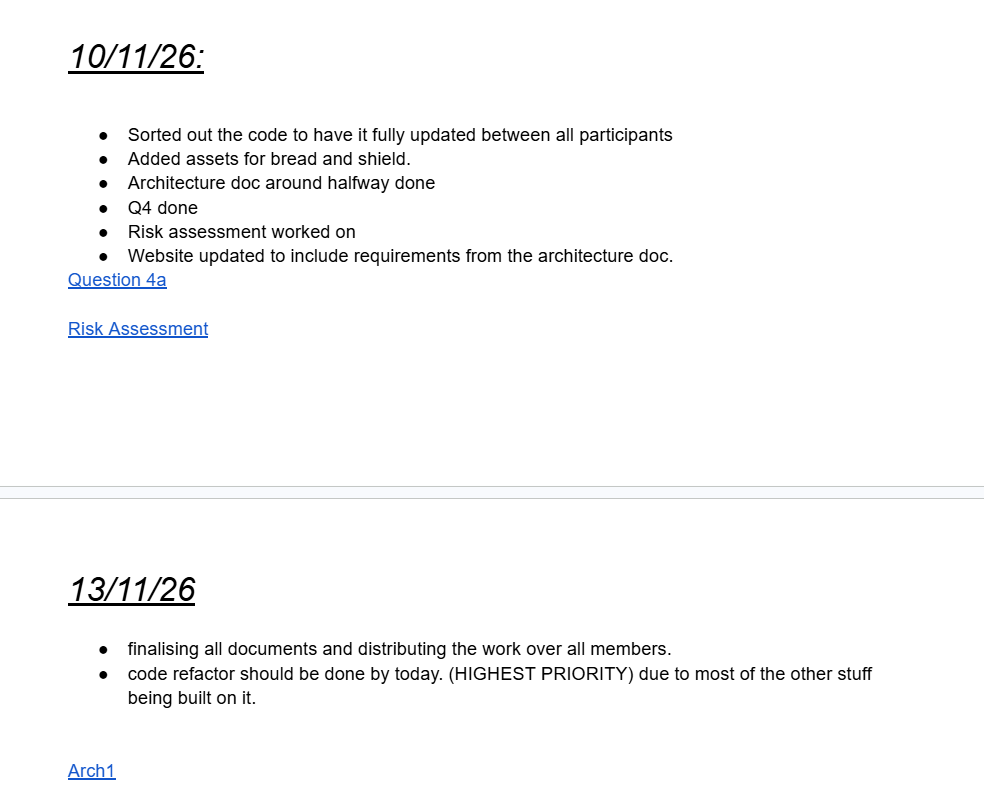 10/11/26:
● Sorted out the code to have it fully updated between all participants
● Added assets for bread and shield.
● Architecture doc around halfway done
● Q4 done
● Risk assessment worked on
● Website updated to include requirements from the architecture doc.
Question 4a
Risk Assessment
13/11/26
● finalising all documents and distributing the work over all members.
● code refactor should be done by today. (HIGHEST PRIORITY) due to most of the other stuff
being built on it.
Arch1